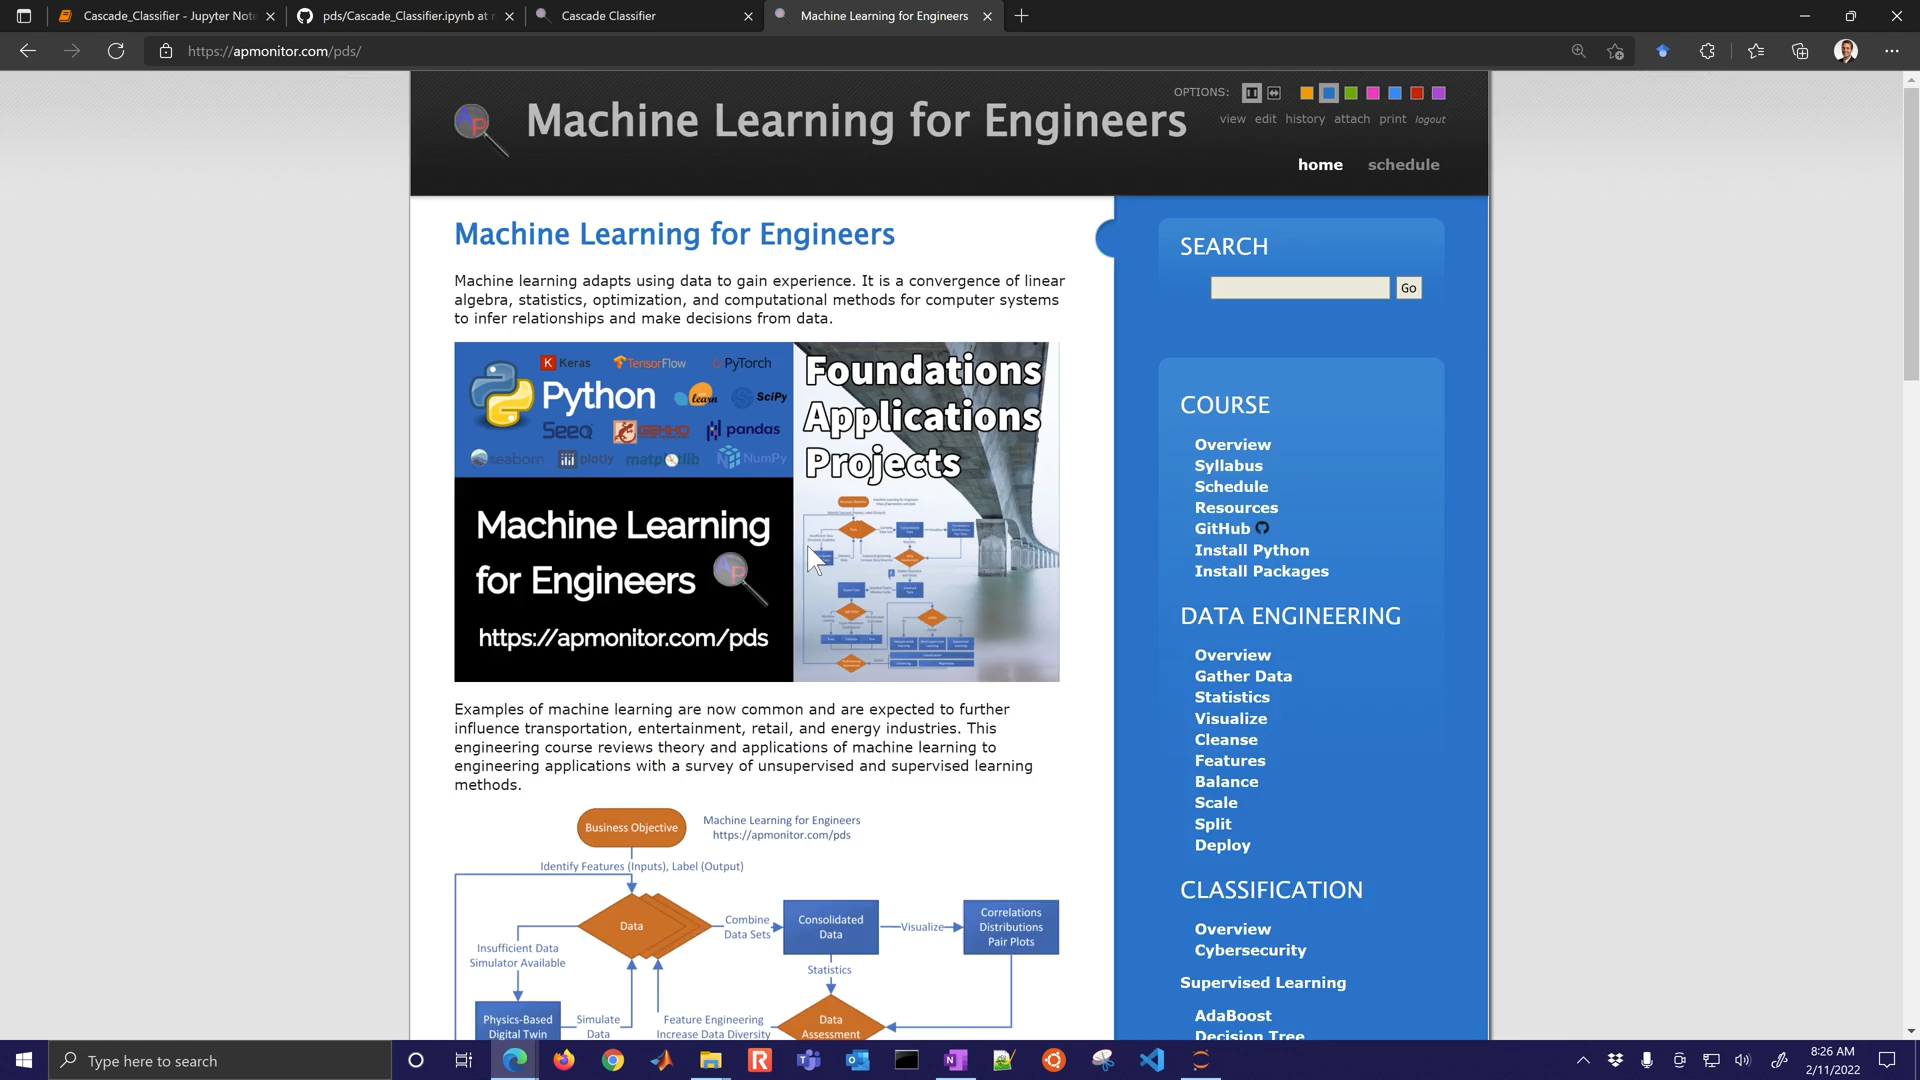 Cascade_Classifier - Jupyter Note
pds/Cascade_Classifier.ipynb at m
Cascade Classifier
Machine Learning for Engineers
https://apmonitor.com/pds/
OPTIONS:
view edit history attach print logout
Machine Learning for Engineers
home schedule
Machine Learning for Engineers
Machine learning adapts using data to gain experience. It is a convergence of linear
algebra, statistics, optimization, and computational methods for computer systems
to infer relationships and make decisions from data.
Keras TensorFlow PyTorch
Python learn SciPy
Seeq GEKKO pandas
seaborn plotly matplotlib NumPy
Machine Learning
for Engineers
https://apmonitor.com/pds
Foundations
Applications
Projects
Examples of machine learning are now common and are expected to further
influence transportation, entertainment, retail, and energy industries. This
engineering course reviews theory and applications of machine learning to
engineering applications with a survey of unsupervised and supervised learning
methods.
Business Objective
Machine Learning for Engineers
https://apmonitor.com/pds
Identify Features (Inputs), Label (Output)
Data
Combine
Data Sets
Consolidated
Data
Visualize
Correlations
Distributions
Pair Plots
Insufficient Data
Simulator Available
Statistics
Physics-Based
Digital Twin
Simulate
Data
Feature Engineering
Increase Data Diversity
Data
Assessment
SEARCH
Go
COURSE
Overview
Syllabus
Schedule
Resources
GitHub
Install Python
Install Packages
DATA ENGINEERING
Overview
Gather Data
Statistics
Visualize
Cleanse
Features
Balance
Scale
Split
Deploy
CLASSIFICATION
Overview
Cybersecurity
Supervised Learning
AdaBoost
Decision Tree
Type here to search
8:26 AM
2/11/2022